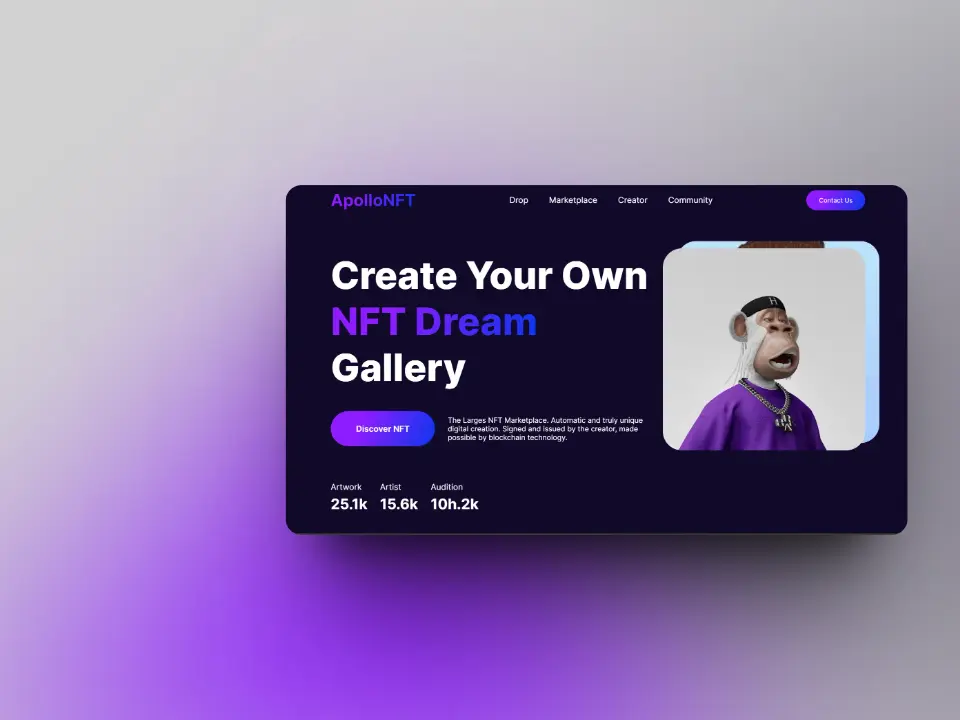 ApolloNFT
Drop Marketplace Creator Community
Contact Us
Create Your Own
NFT Dream
Gallery
Discover NFT
The Larges NFT Marketplace. Automatic and truly unique
digital creation. Signed and issued by the creator, made
possible by blockchain technology.
Artwork Artist Audition
25.1k 15.6k 10h.2k
H